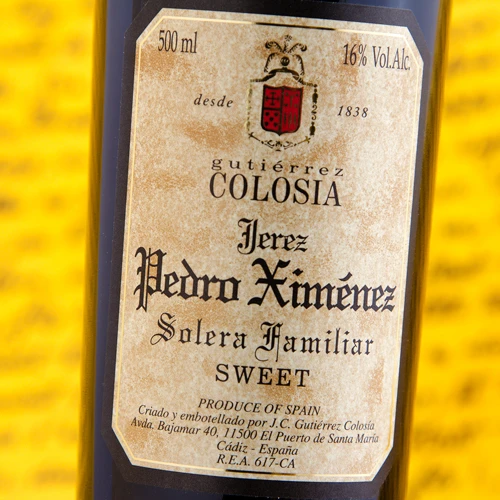 500 ml
16% Vol.Alc.
desde 1838
gutiérrez
COLOSIA
Jerez
Pedro Ximénez
Solera Familiar
SWEET
PRODUCE OF SPAIN
Criado y embotellado por J.C. Gutiérrez Colosía
Avda. Bajamar 40, 11500 El Puerto de Santa María
Cádiz - España
R.E.A. 617-CA